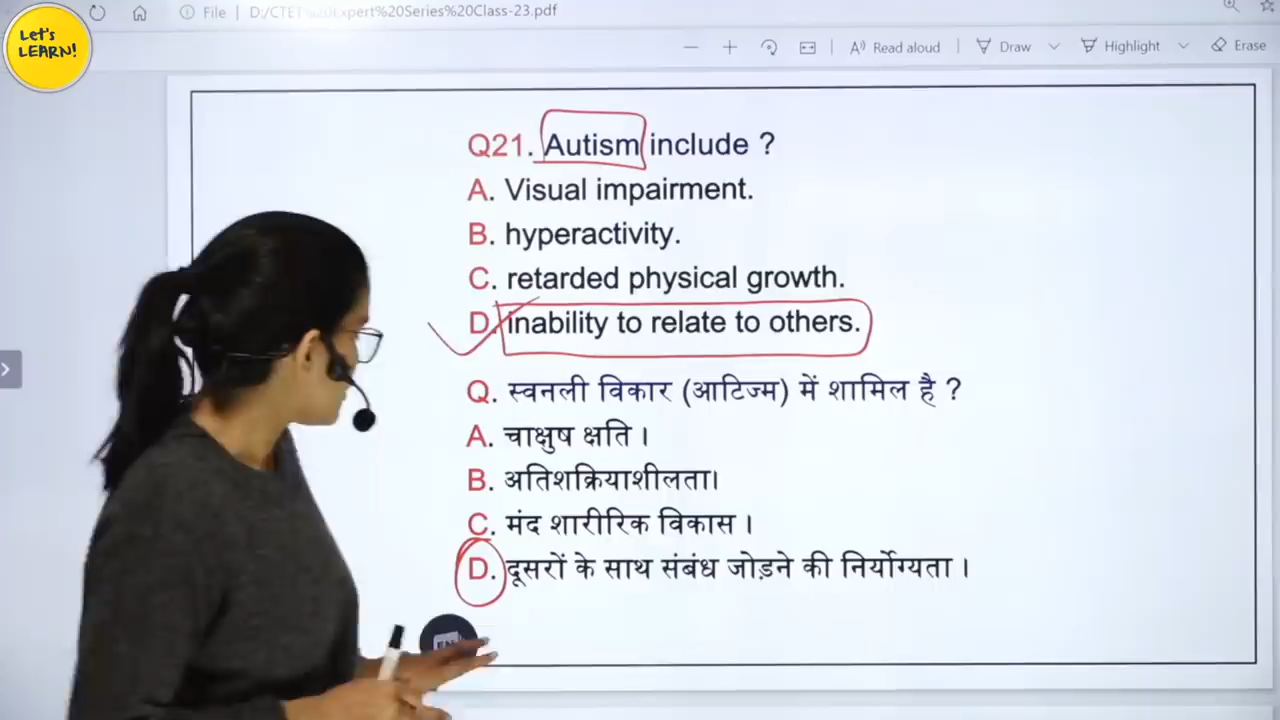 Let's
LEARN!
File | D:/CTET%20Expert%20Series%20Class-23.pdf
Read aloud
Draw
Highlight
Erase
Q21. Autism include ?
A. Visual impairment.
B. hyperactivity.
C. retarded physical growth.
D. inability to relate to others.
Q. स्वनली विकार (आटिज्म) में शामिल है ?
A. चाक्षुष क्षति ।
B. अतिशक्रियाशीलता।
C. मंद शारीरिक विकास ।
D. दूसरों के साथ संबंध जोड़ने की निर्योग्यता ।